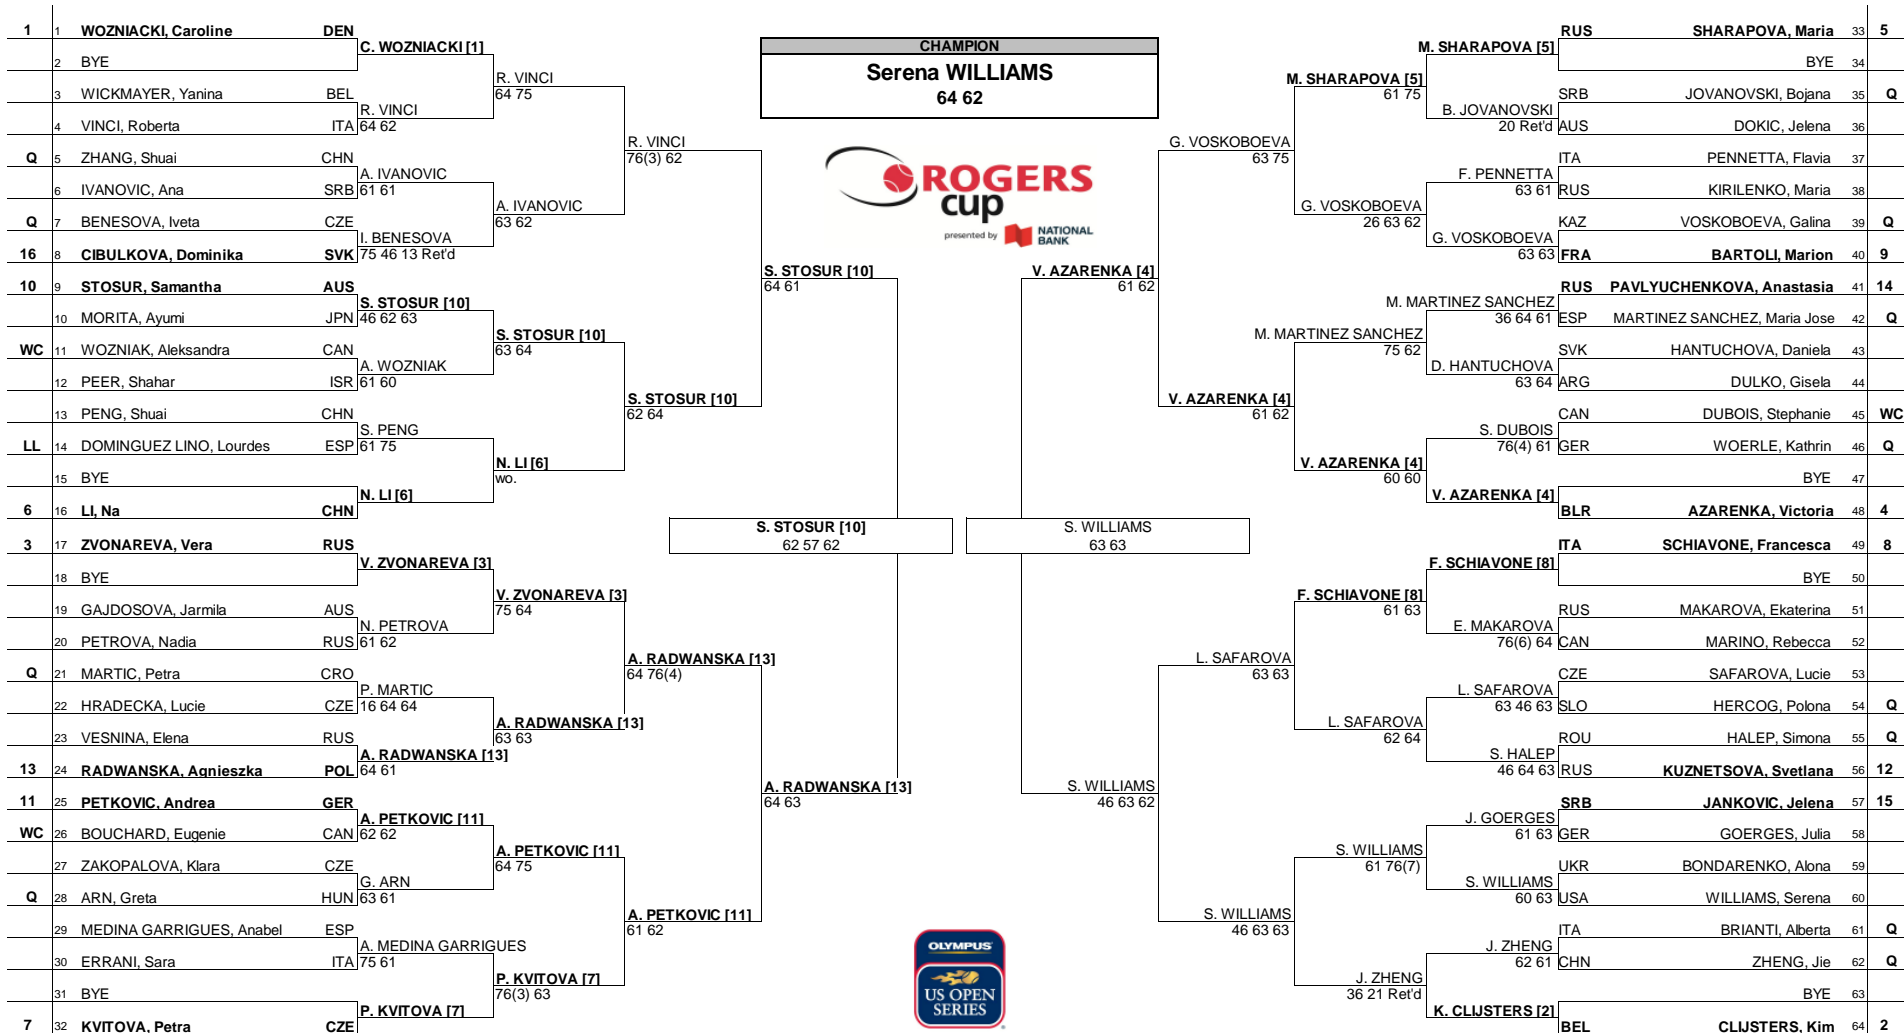 1 1 WOZNIACKI, Caroline DEN
2 BYE
3 WICKMAYER, Yanina BEL
4 VINCI, Roberta ITA
Q 5 ZHANG, Shuai CHN
6 IVANOVIC, Ana SRB
Q 7 BENESOVA, Iveta CZE
16 8 CIBULKOVA, Dominika SVK
10 9 STOSUR, Samantha AUS
10 MORITA, Ayumi JPN
WC 11 WOZNIAK, Aleksandra CAN
12 PEER, Shahar ISR
13 PENG, Shuai CHN
LL 14 DOMINGUEZ LINO, Lourdes ESP
15 BYE
6 16 LI, Na CHN
3 17 ZVONAREVA, Vera RUS
18 BYE
19 GAJDOSOVA, Jarmila AUS
20 PETROVA, Nadia RUS
Q 21 MARTIC, Petra CRO
22 HRADECKA, Lucie CZE
23 VESNINA, Elena RUS
13 24 RADWANSKA, Agnieszka POL
11 25 PETKOVIC, Andrea GER
WC 26 BOUCHARD, Eugenie CAN
27 ZAKOPALOVA, Klara CZE
Q 28 ARN, Greta HUN
29 MEDINA GARRIGUES, Anabel ESP
30 ERRANI, Sara ITA
31 BYE
7 32 KVITOVA, Petra CZE
C. WOZNIACKI [1]
R. VINCI
64 62
A. IVANOVIC
61 61
I. BENESOVA
75 46 13 Ret'd
S. STOSUR [10]
46 62 63
A. WOZNIAK
61 60
S. PENG
61 75
N. LI [6]
V. ZVONAREVA [3]
N. PETROVA
61 62
P. MARTIC
16 64 64
A. RADWANSKA [13]
64 61
A. PETKOVIC [11]
62 62
G. ARN
63 61
A. MEDINA GARRIGUES
75 61
P. KVITOVA [7]
R. VINCI
64 75
A. IVANOVIC
63 62
S. STOSUR [10]
63 64
N. LI [6]
wo.
V. ZVONAREVA [3]
75 64
A. RADWANSKA [13]
63 63
A. PETKOVIC [11]
64 75
P. KVITOVA [7]
76(3) 63
R. VINCI
76(3) 62
S. STOSUR [10]
62 64
A. RADWANSKA [13]
64 76(4)
A. PETKOVIC [11]
61 62
S. STOSUR [10]
64 61
A. RADWANSKA [13]
64 63
S. STOSUR [10]
62 57 62
CHAMPION
Serena WILLIAMS
64 62
ROGERS
cup
presented by NATIONAL
BANK
S. WILLIAMS
63 63
V. AZARENKA [4]
61 62
S. WILLIAMS
46 63 62
G. VOSKOBOEVA
63 75
V. AZARENKA [4]
61 62
L. SAFAROVA
63 63
S. WILLIAMS
46 63 63
M. SHARAPOVA [5]
61 75
G. VOSKOBOEVA
26 63 62
M. MARTINEZ SANCHEZ
75 62
V. AZARENKA [4]
60 60
F. SCHIAVONE [8]
61 63
L. SAFAROVA
62 64
S. WILLIAMS
61 76(7)
J. ZHENG
36 21 Ret'd
M. SHARAPOVA [5]
B. JOVANOVSKI
20 Ret'd
F. PENNETTA
63 61
G. VOSKOBOEVA
63 63
M. MARTINEZ SANCHEZ
36 64 61
D. HANTUCHOVA
63 64
S. DUBOIS
76(4) 61
V. AZARENKA [4]
F. SCHIAVONE [8]
E. MAKAROVA
76(6) 64
L. SAFAROVA
63 46 63
S. HALEP
46 64 63
J. GOERGES
61 63
S. WILLIAMS
60 63
J. ZHENG
62 61
K. CLIJSTERS [2]
RUS SHARAPOVA, Maria 33 5
BYE 34
SRB JOVANOVSKI, Bojana 35 Q
AUS DOKIC, Jelena 36
ITA PENNETTA, Flavia 37
RUS KIRILENKO, Maria 38
KAZ VOSKOBOEVA, Galina 39 Q
FRA BARTOLI, Marion 40 9
RUS PAVLYUCHENKOVA, Anastasia 41 14
ESP MARTINEZ SANCHEZ, Maria Jose 42 Q
SVK HANTUCHOVA, Daniela 43
ARG DULKO, Gisela 44
CAN DUBOIS, Stephanie 45 WC
GER WOERLE, Kathrin 46 Q
BYE 47
BLR AZARENKA, Victoria 48 4
ITA SCHIAVONE, Francesca 49 8
BYE 50
RUS MAKAROVA, Ekaterina 51
CAN MARINO, Rebecca 52
CZE SAFAROVA, Lucie 53
SLO HERCOG, Polona 54 Q
ROU HALEP, Simona 55 Q
RUS KUZNETSOVA, Svetlana 56 12
SRB JANKOVIC, Jelena 57 15
GER GOERGES, Julia 58
UKR BONDARENKO, Alona 59
USA WILLIAMS, Serena 60
ITA BRIANTI, Alberta 61 Q
CHN ZHENG, Jie 62 Q
BYE 63
BEL CLIJSTERS, Kim 64 2
OLYMPUS
US OPEN
SERIES